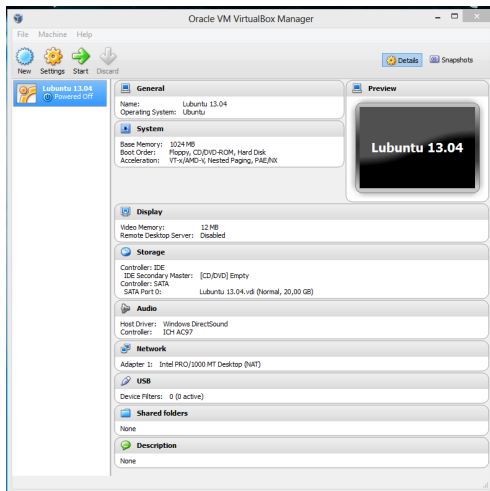 Oracle VM VirtualBox Manager
File Machine Help
New Settings Start Discard
Details Snapshots
Lubuntu 13.04
Powered Off
General
Name: Lubuntu 13.04
Operating System: Ubuntu
System
Base Memory: 1024 MB
Boot Order: Floppy, CD/DVD-ROM, Hard Disk
Acceleration: VT-x/AMD-V, Nested Paging, PAE/NX
Preview
Lubuntu 13.04
Display
Video Memory: 12 MB
Remote Desktop Server: Disabled
Storage
Controller: IDE
IDE Secondary Master: [CD/DVD] Empty
Controller: SATA
SATA Port 0: Lubuntu 13.04.vdi (Normal, 20,00 GB)
Audio
Host Driver: Windows DirectSound
Controller: ICH AC97
Network
Adapter 1: Intel PRO/1000 MT Desktop (NAT)
USB
Device Filters: 0 (0 active)
Shared folders
None
Description
None